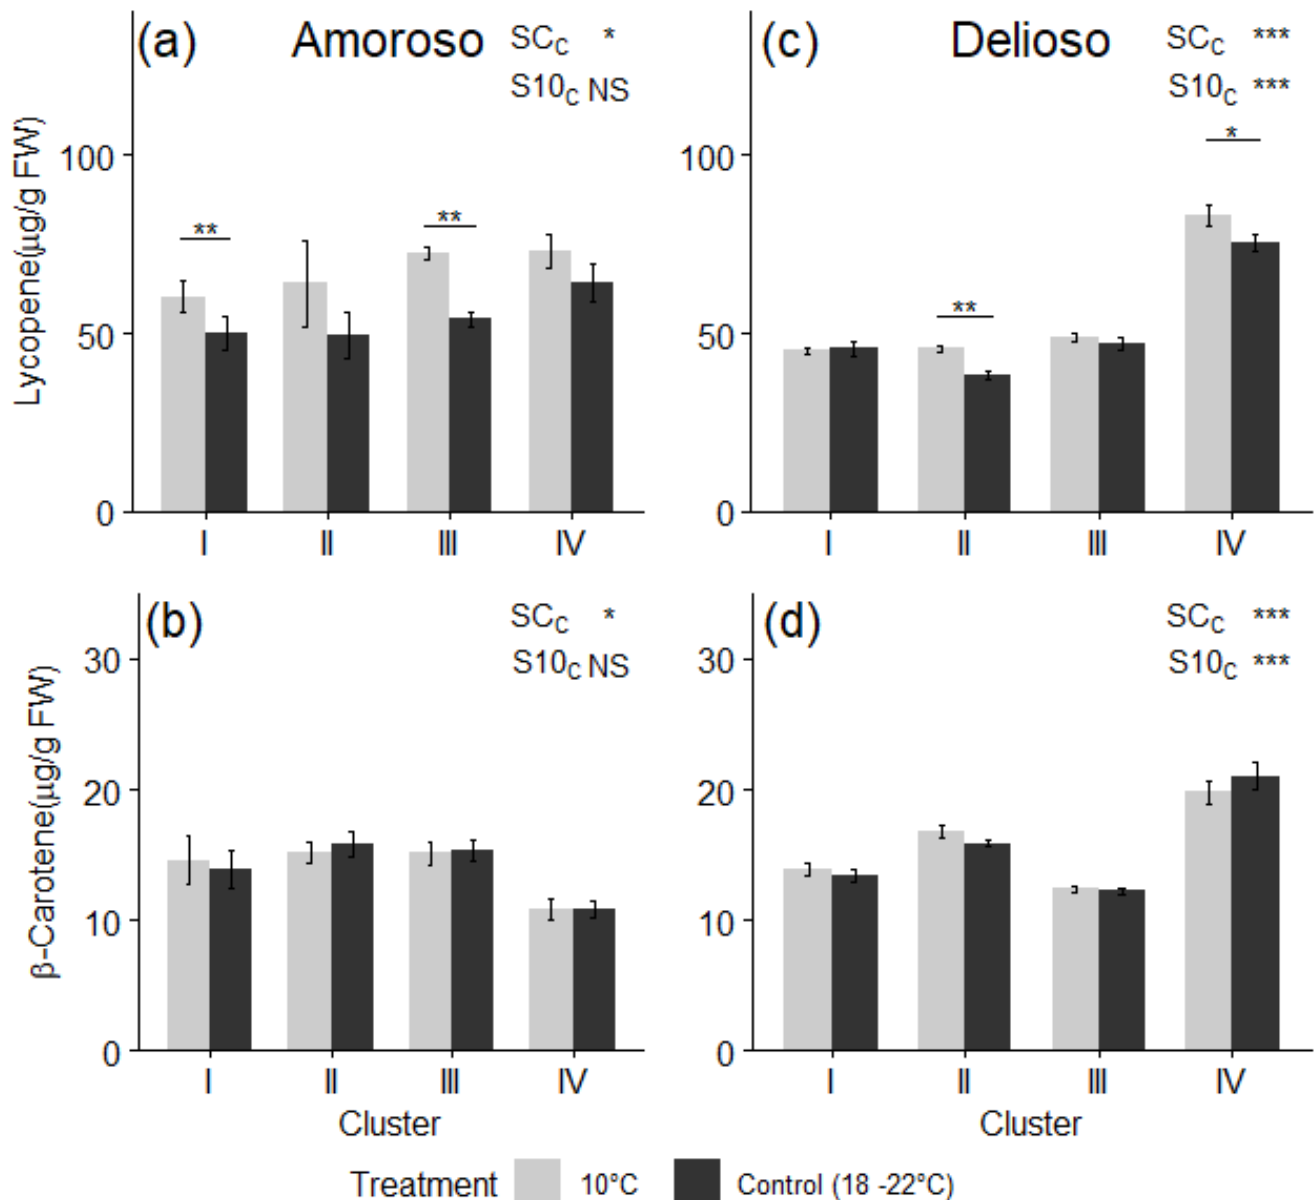 (a) Amoroso SCC *
S10C NS
Lycopene(μg/g FW)
100
50
0
** **
I II III IV
(c) Delioso SCC ***
S10C ***
100
50
0
** *
I II III IV
(b) SCC *
S10C NS
β-Carotene(μg/g FW)
30
20
10
0
I II III IV
Cluster
(d) SCC ***
S10C ***
30
20
10
0
I II III IV
Cluster
Treatment 10°C Control (18 -22°C)